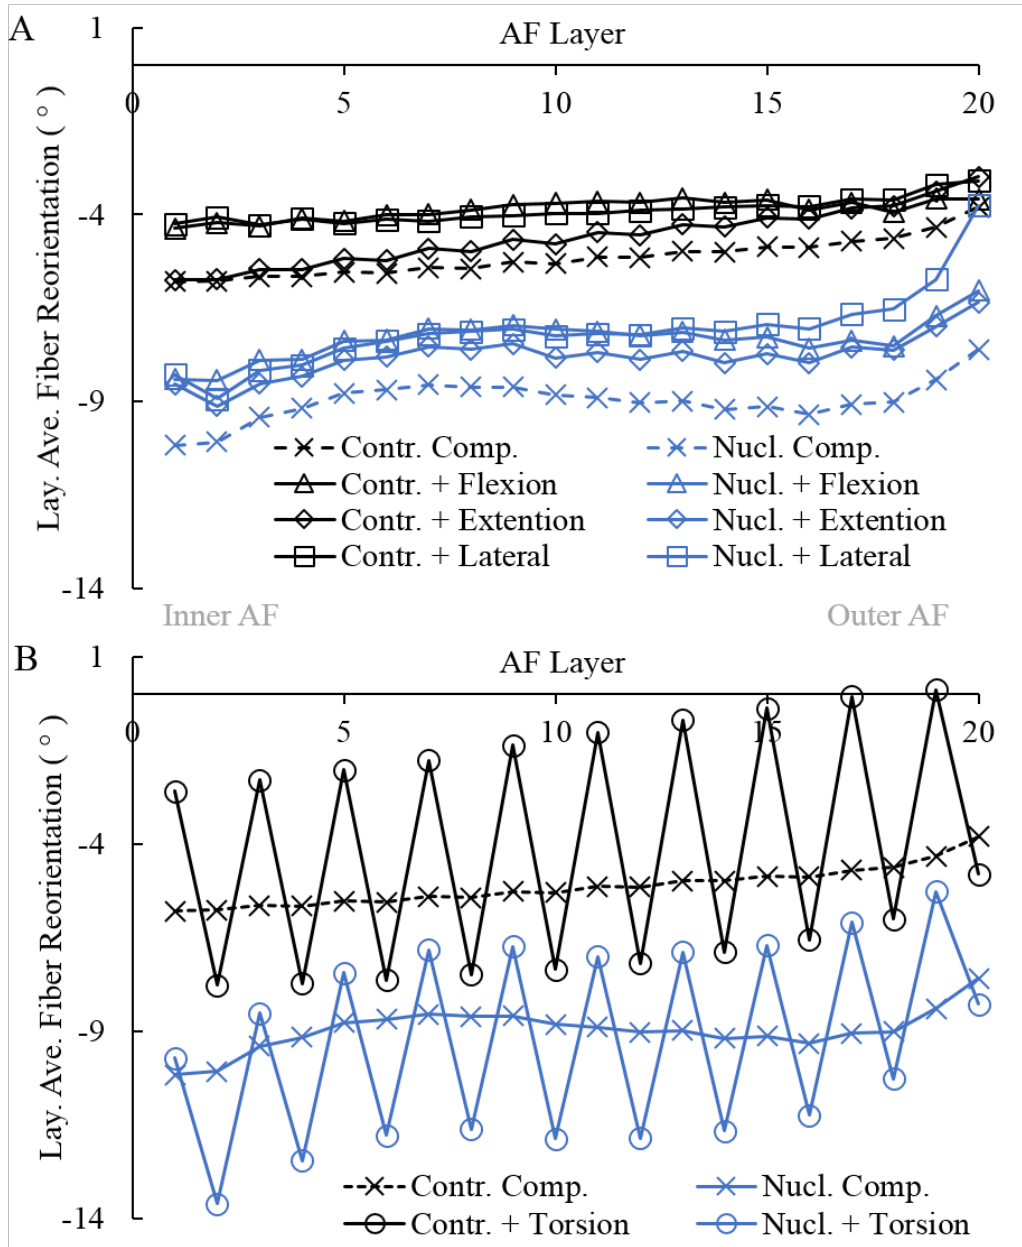 A
1
AF Layer
0 5 10 15 20
Lay. Ave. Fiber Reorientation ( ° )
-4
-9
Contr. Comp. Nucl. Comp.
Contr. + Flexion Nucl. + Flexion
Contr. + Extention Nucl. + Extention
Contr. + Lateral Nucl. + Lateral
-14
Inner AF Outer AF
B
1
AF Layer
0 5 10 15 20
Lay. Ave. Fiber Reorientation ( ° )
-4
-9
Contr. Comp. Nucl. Comp.
Contr. + Torsion Nucl. + Torsion
-14